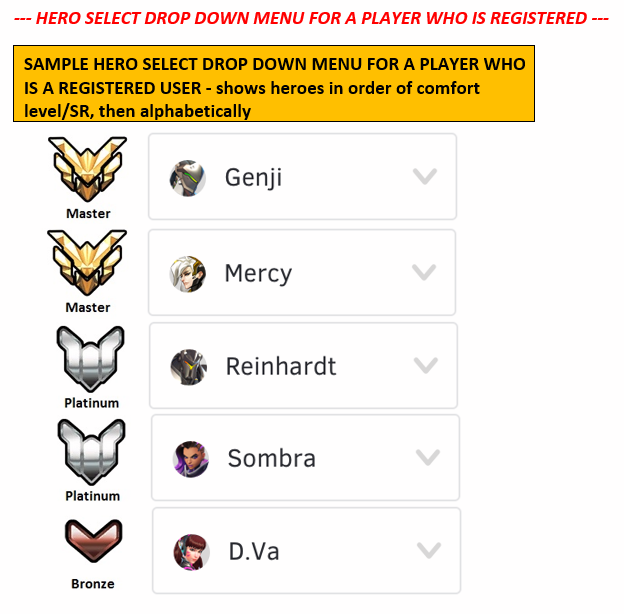 --- HERO SELECT DROP DOWN MENU FOR A PLAYER WHO IS REGISTERED ---
SAMPLE HERO SELECT DROP DOWN MENU FOR A PLAYER WHO
IS A REGISTERED USER - shows heroes in order of comfort
level/SR, then alphabetically
Genji
Master
Mercy
Master
Reinhardt
Platinum
Sombra
Platinum
D.Va
Bronze